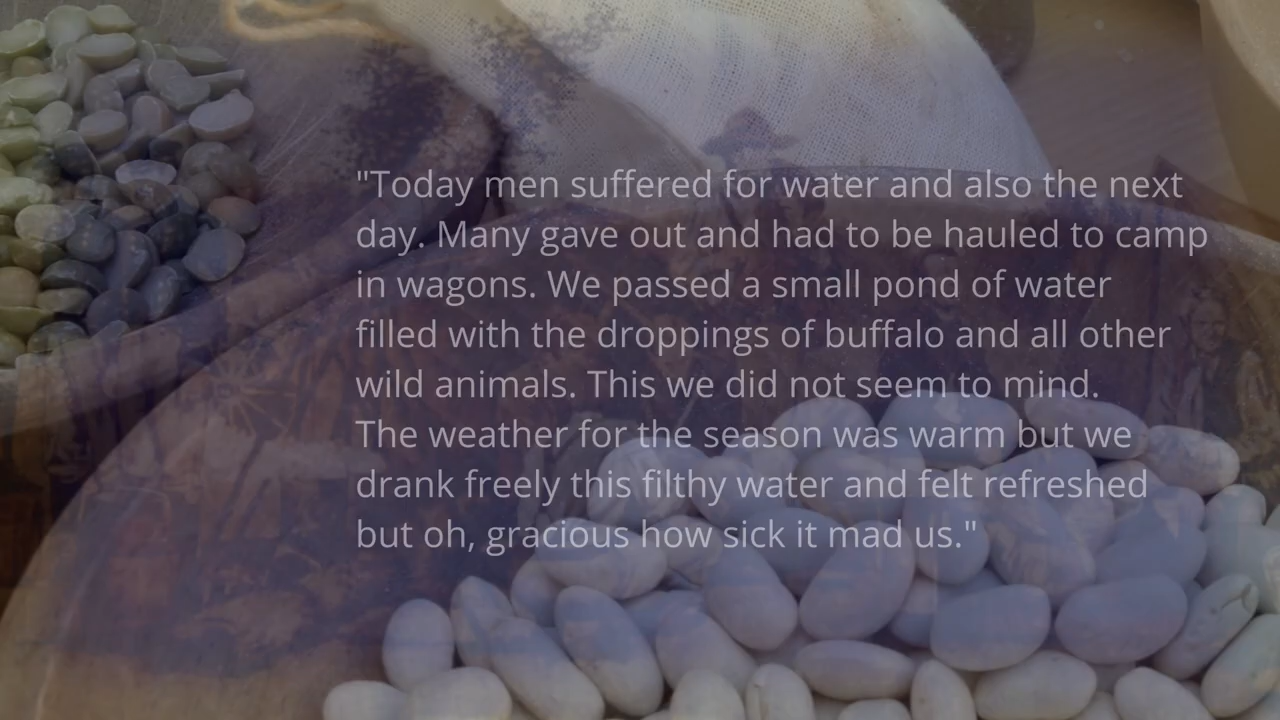 "Today men suffered for water and also the next
day. Many gave out and had to be hauled to camp
in wagons. We passed a small pond of water
filled with the droppings of buffalo and all other
wild animals. This we did not seem to mind.
The weather for the season was warm but we
drank freely this filthy water and felt refreshed
but oh, gracious how sick it mad us."